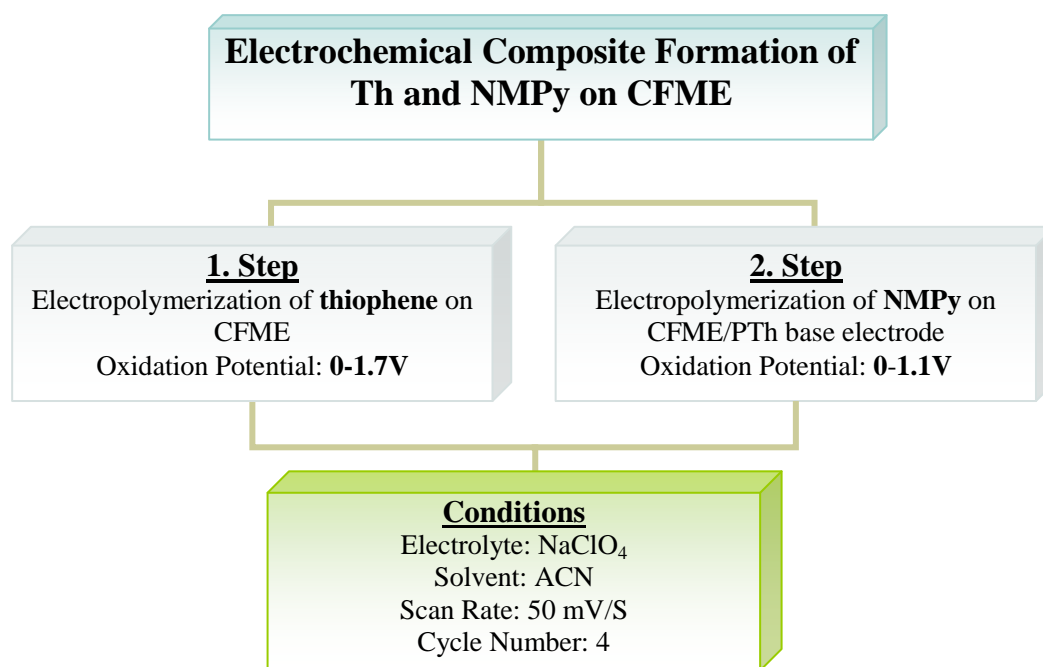 Electrochemical Composite Formation of
Th and NMPy on CFME
1. Step
Electropolymerization of thiophene on
CFME
Oxidation Potential: 0-1.7V
2. Step
Electropolymerization of NMPy on
CFME/PTh base electrode
Oxidation Potential: 0-1.1V
Conditions
Electrolyte: NaClO₄
Solvent: ACN
Scan Rate: 50 mV/S
Cycle Number: 4